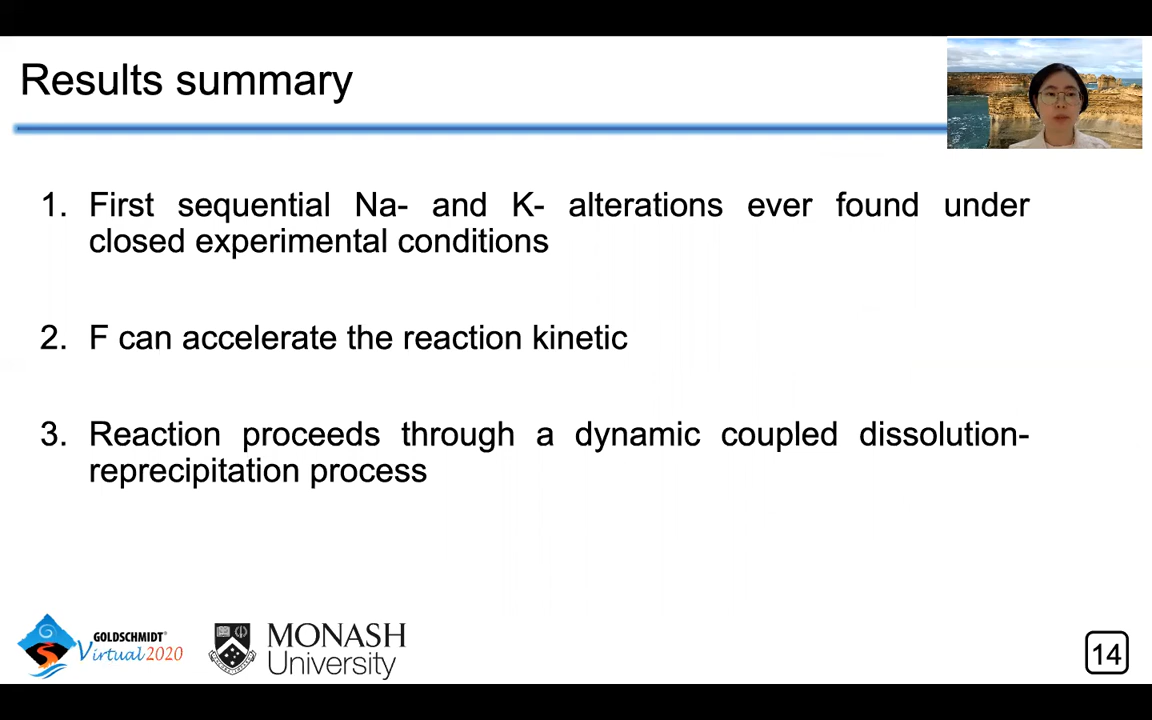 Results summary
1. First sequential Na- and K- alterations ever found under
closed experimental conditions
2. F can accelerate the reaction kinetic
3. Reaction proceeds through a dynamic coupled dissolution-
reprecipitation process
GOLDSCHMIDT®
Virtual 2020
MONASH
University
14